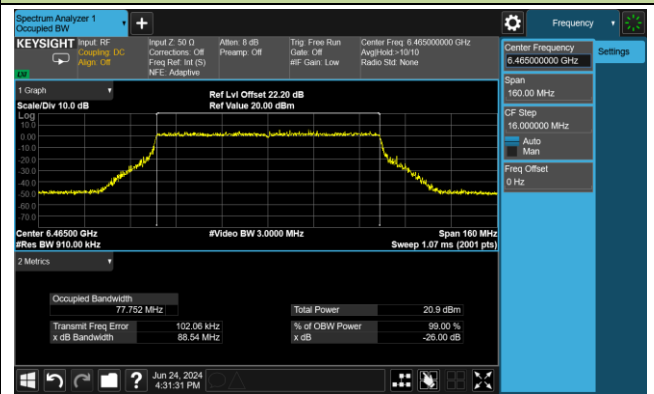 Spectrum Analyzer 1
Occupied BW
Frequency
KEYSIGHT
Input: RF
Coupling: DC
Align: Off
Input Z: 50 Ω
Corrections: Off
Freq Ref: Int (S)
NFE: Adaptive
Atten: 8 dB
Preamp: Off
Trig: Free Run
Gate: Off
#IF Gain: Low
Center Freq: 6.465000000 GHz
Avg|Hold:>10/10
Radio Std: None
Center Frequency
6.465000000 GHz
Settings
Span
160.00 MHz
CF Step
16.000000 MHz
Auto
Man
Freq Offset
0 Hz
1 Graph
Scale/Div 10.0 dB
Ref Lvl Offset 22.20 dB
Ref Value 20.00 dBm
Log
10.0
0.00
-10.0
-20.0
-30.0
-40.0
-50.0
-60.0
-70.0
Center 6.46500 GHz
#Res BW 910.00 kHz
#Video BW 3.0000 MHz
Span 160 MHz
Sweep 1.07 ms (2001 pts)
2 Metrics
Occupied Bandwidth
77.752 MHz
Total Power 20.9 dBm
Transmit Freq Error 102.06 kHz
% of OBW Power 99.00 %
x dB Bandwidth 88.54 MHz
x dB -26.00 dB
?
Jun 24, 2024
4:31:31 PM